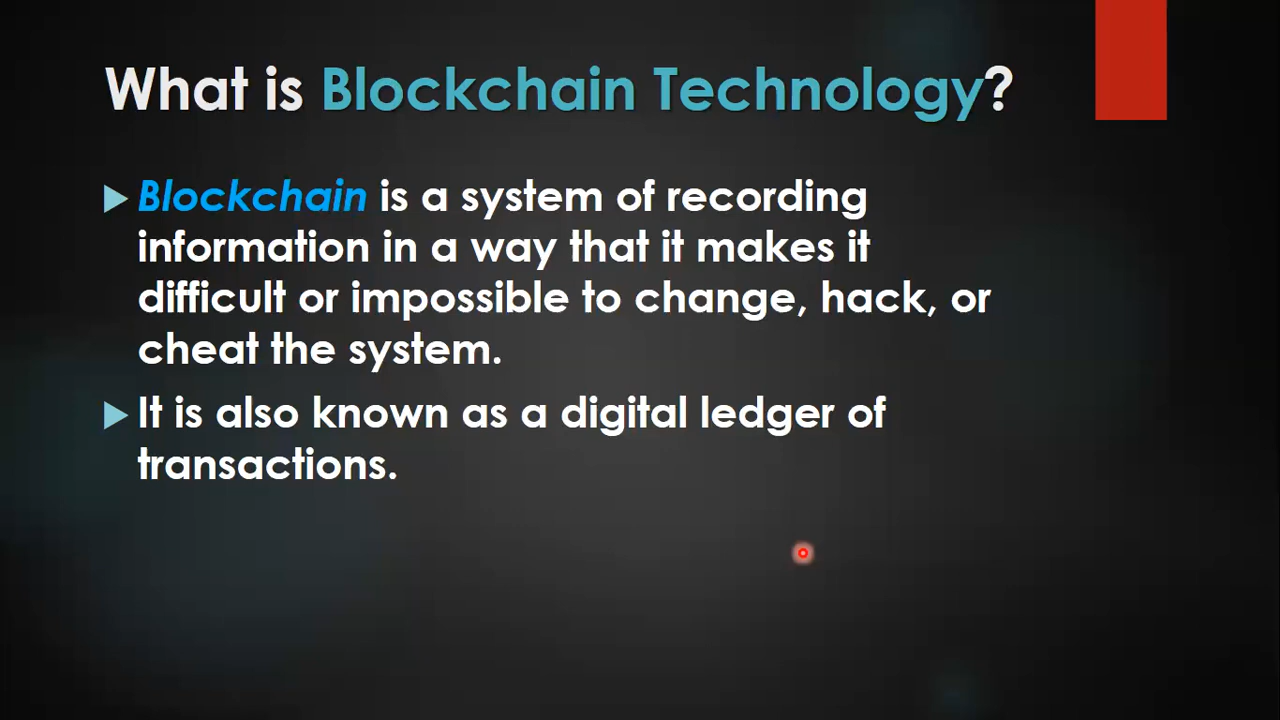 What is Blockchain Technology?
Blockchain is a system of recording
information in a way that it makes it
difficult or impossible to change, hack, or
cheat the system.
It is also known as a digital ledger of
transactions.